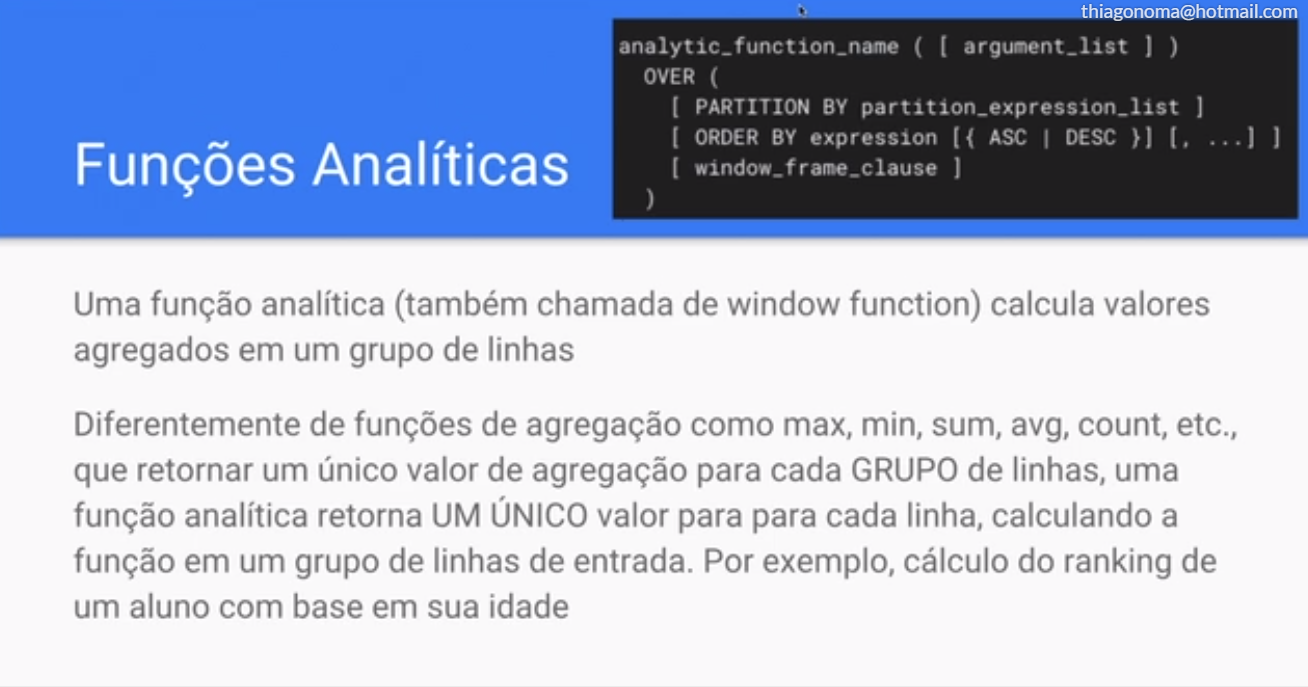 thiagonoma@hotmail.com
analytic_function_name ( [ argument_list ] )
OVER (
[ PARTITION BY partition_expression_list ]
[ ORDER BY expression [{ ASC | DESC }] [, ...] ]
[ window_frame_clause ]
)
Funções Analíticas
Uma função analítica (também chamada de window function) calcula valores
agregados em um grupo de linhas
Diferentemente de funções de agregação como max, min, sum, avg, count, etc.,
que retornar um único valor de agregação para cada GRUPO de linhas, uma
função analítica retorna UM ÚNICO valor para para cada linha, calculando a
função em um grupo de linhas de entrada. Por exemplo, cálculo do ranking de
um aluno com base em sua idade